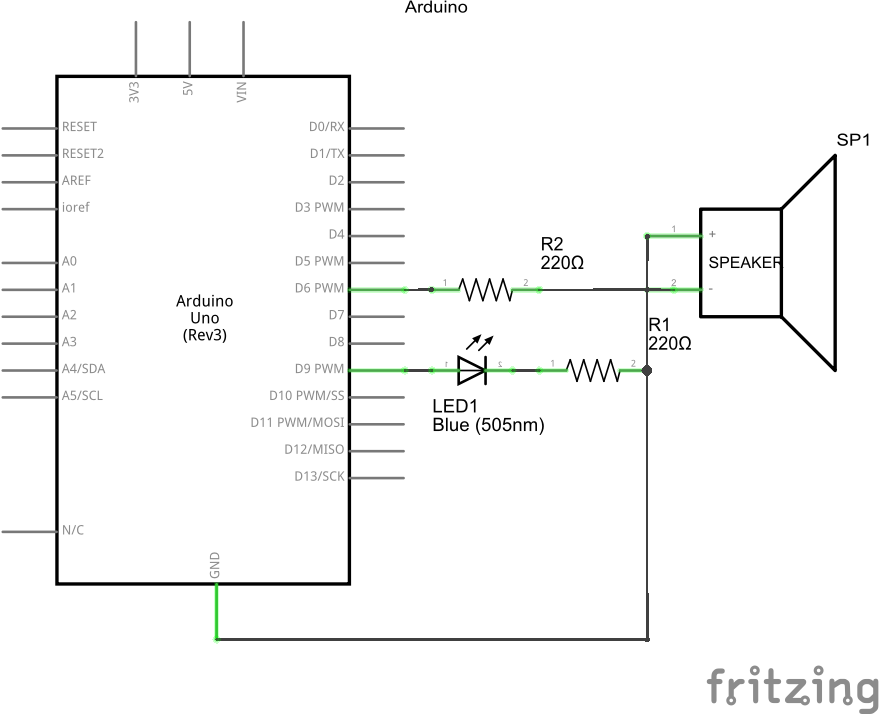 Arduino
3V3
5V
VIN
RESET
RESET2
AREF
ioref
A0
A1
A2
A3
A4/SDA
A5/SCL
N/C
Arduino
Uno
(Rev3)
D0/RX
D1/TX
D2
D3 PWM
D4
D5 PWM
D6 PWM
D7
D8
D9 PWM
D10 PWM/SS
D11 PWM/MOSI
D12/MISO
D13/SCK
GND
R2
220Ω
1
2
LED1
Blue (505nm)
1
2
R1
220Ω
1
2
SP1
SPEAKER
1
+
2
-
fritzing